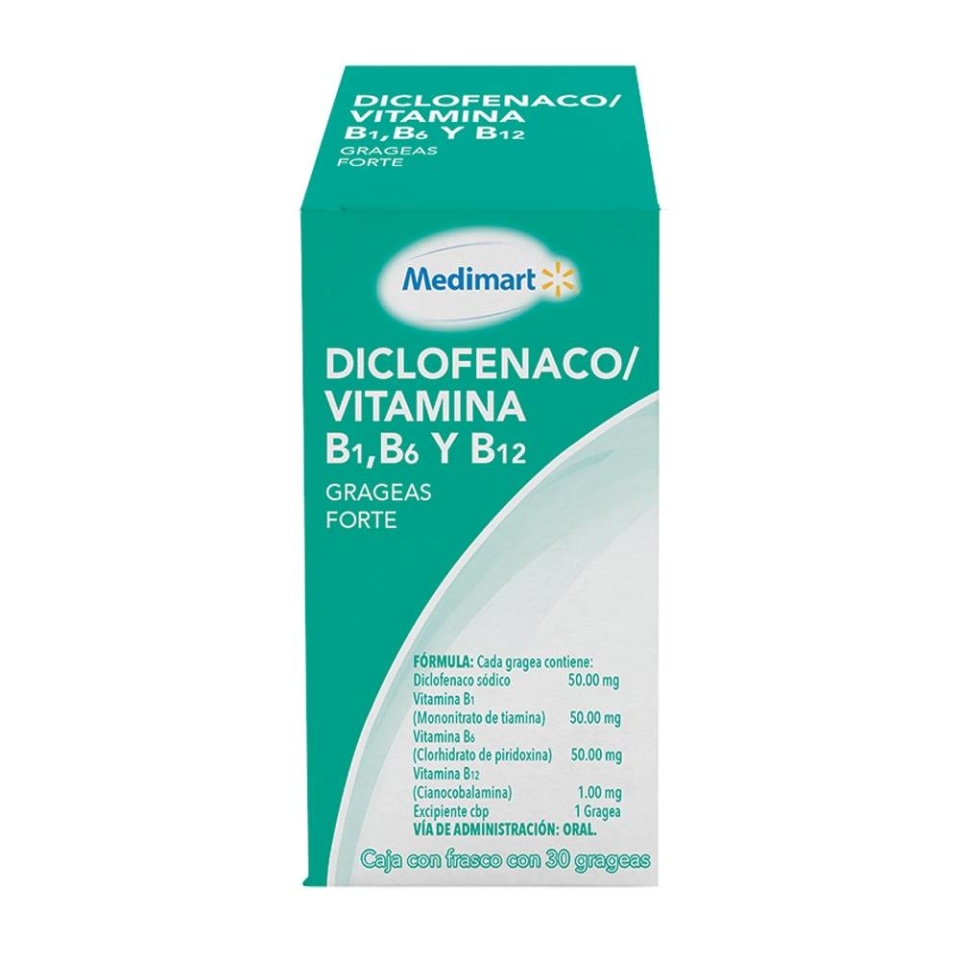 DICLOFENACO/
VITAMINA
B1, B6 Y B12
GRAGEAS
FORTE
Medimart
DICLOFENACO/
VITAMINA
B1, B6 Y B12
GRAGEAS
FORTE
FÓRMULA: Cada gragea contiene:
Diclofenaco sódico 50.00 mg
Vitamina B1
(Mononitrato de tiamina) 50.00 mg
Vitamina B6
(Clorhidrato de piridoxina) 50.00 mg
Vitamina B12
(Cianocobalamina) 1.00 mg
Excipiente cbp 1 Gragea
VÍA DE ADMINISTRACIÓN: ORAL.
Caja con frasco con 30 grageas